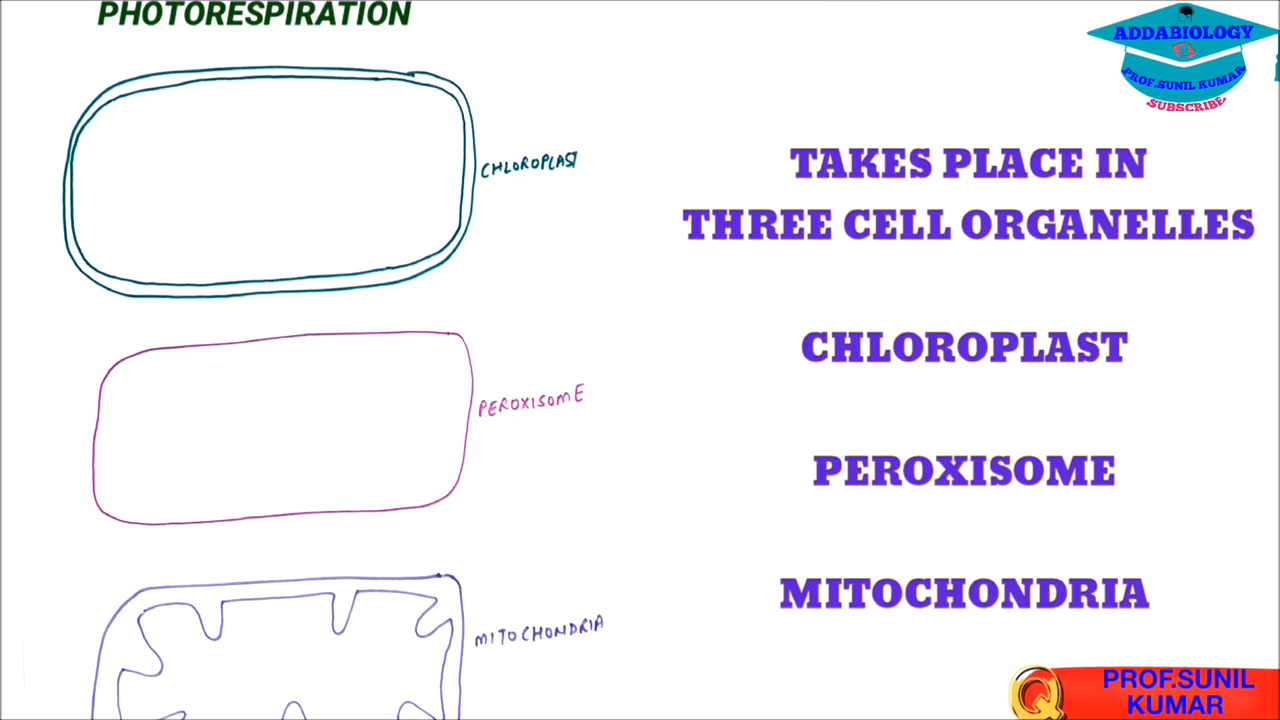 PHOTORESPIRATION
ADDABIOLOGY
PROF.SUNIL KUMAR
SUBSCRIBE
CHLOROPLAST
TAKES PLACE IN
THREE CELL ORGANELLES
CHLOROPLAST
PEROXISOME
PEROXISOME
MITOCHONDRIA
MITOCHONDRIA
PROF.SUNIL
KUMAR